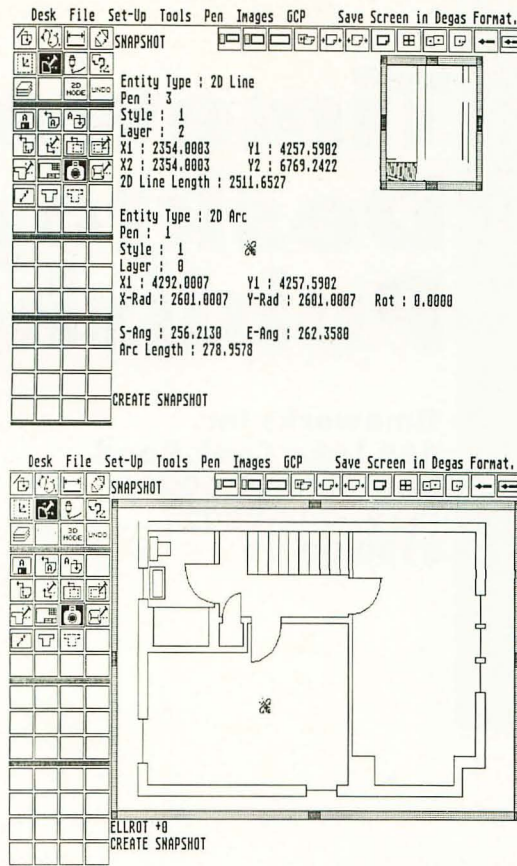 Desk File Set-Up Tools Pen Images GCP Save Screen in Degas Format.
SNAPSHOT
2D MODE UNDO
Entity Type : 2D Line
Pen : 3
Style : 1
Layer : 2
X1 : 2354.0003 Y1 : 4257.5902
X2 : 2354.0003 Y2 : 6769.2422
2D Line Length : 2511.6527
Entity Type : 2D Arc
Pen : 1
Style : 1
Layer : 0
X1 : 4292.0007 Y1 : 4257.5902
X-Rad : 2601.0007 Y-Rad : 2601.0007 Rot : 0.0000
S-Ang : 256.2130 E-Ang : 262.3580
Arc Length : 278.9578
CREATE SNAPSHOT
Desk File Set-Up Tools Pen Images GCP Save Screen in Degas Format.
SNAPSHOT
3D MODE UNDO
ELLROT +0
CREATE SNAPSHOT